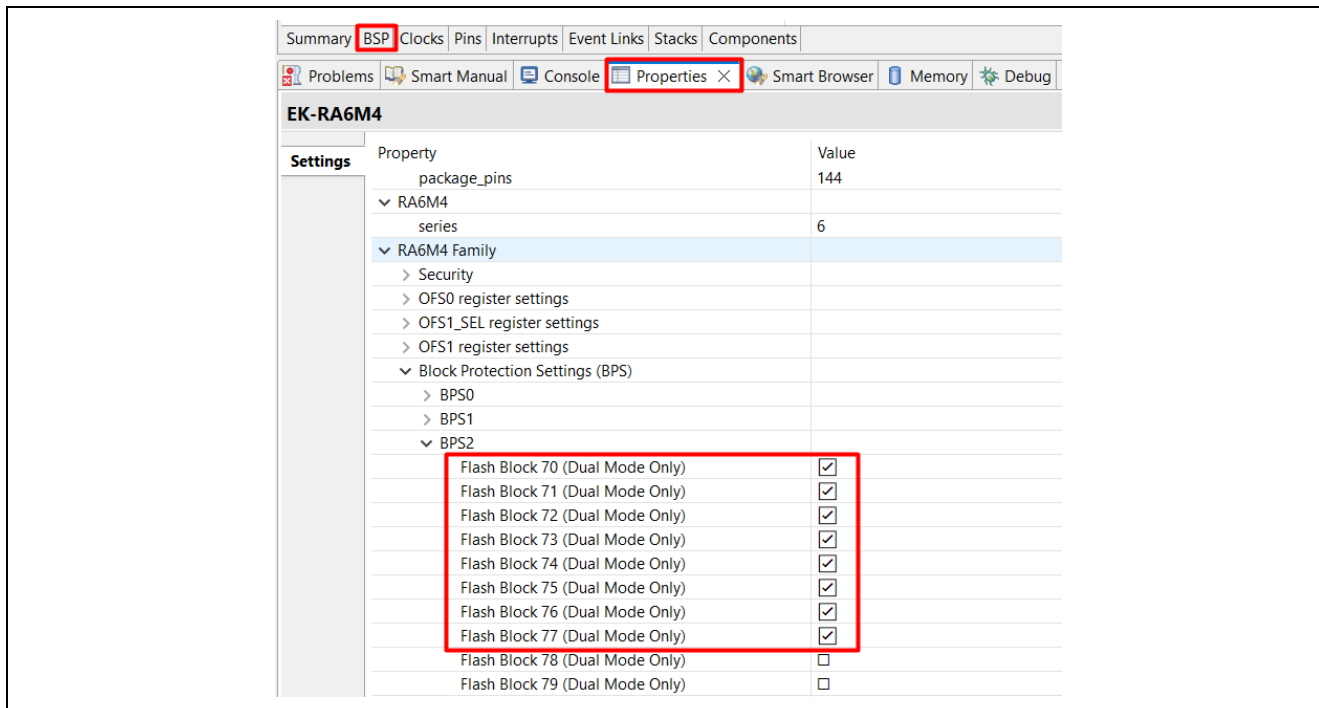 Summary BSP Clocks Pins Interrupts Event Links Stacks Components
Problems Smart Manual Console Properties Smart Browser Memory Debug
EK-RA6M4
Settings Property Value
package_pins 144
RA6M4
series 6
RA6M4 Family
Security
OFS0 register settings
OFS1_SEL register settings
OFS1 register settings
Block Protection Settings (BPS)
BPS0
BPS1
BPS2
Flash Block 70 (Dual Mode Only)
Flash Block 71 (Dual Mode Only)
Flash Block 72 (Dual Mode Only)
Flash Block 73 (Dual Mode Only)
Flash Block 74 (Dual Mode Only)
Flash Block 75 (Dual Mode Only)
Flash Block 76 (Dual Mode Only)
Flash Block 77 (Dual Mode Only)
Flash Block 78 (Dual Mode Only)
Flash Block 79 (Dual Mode Only)